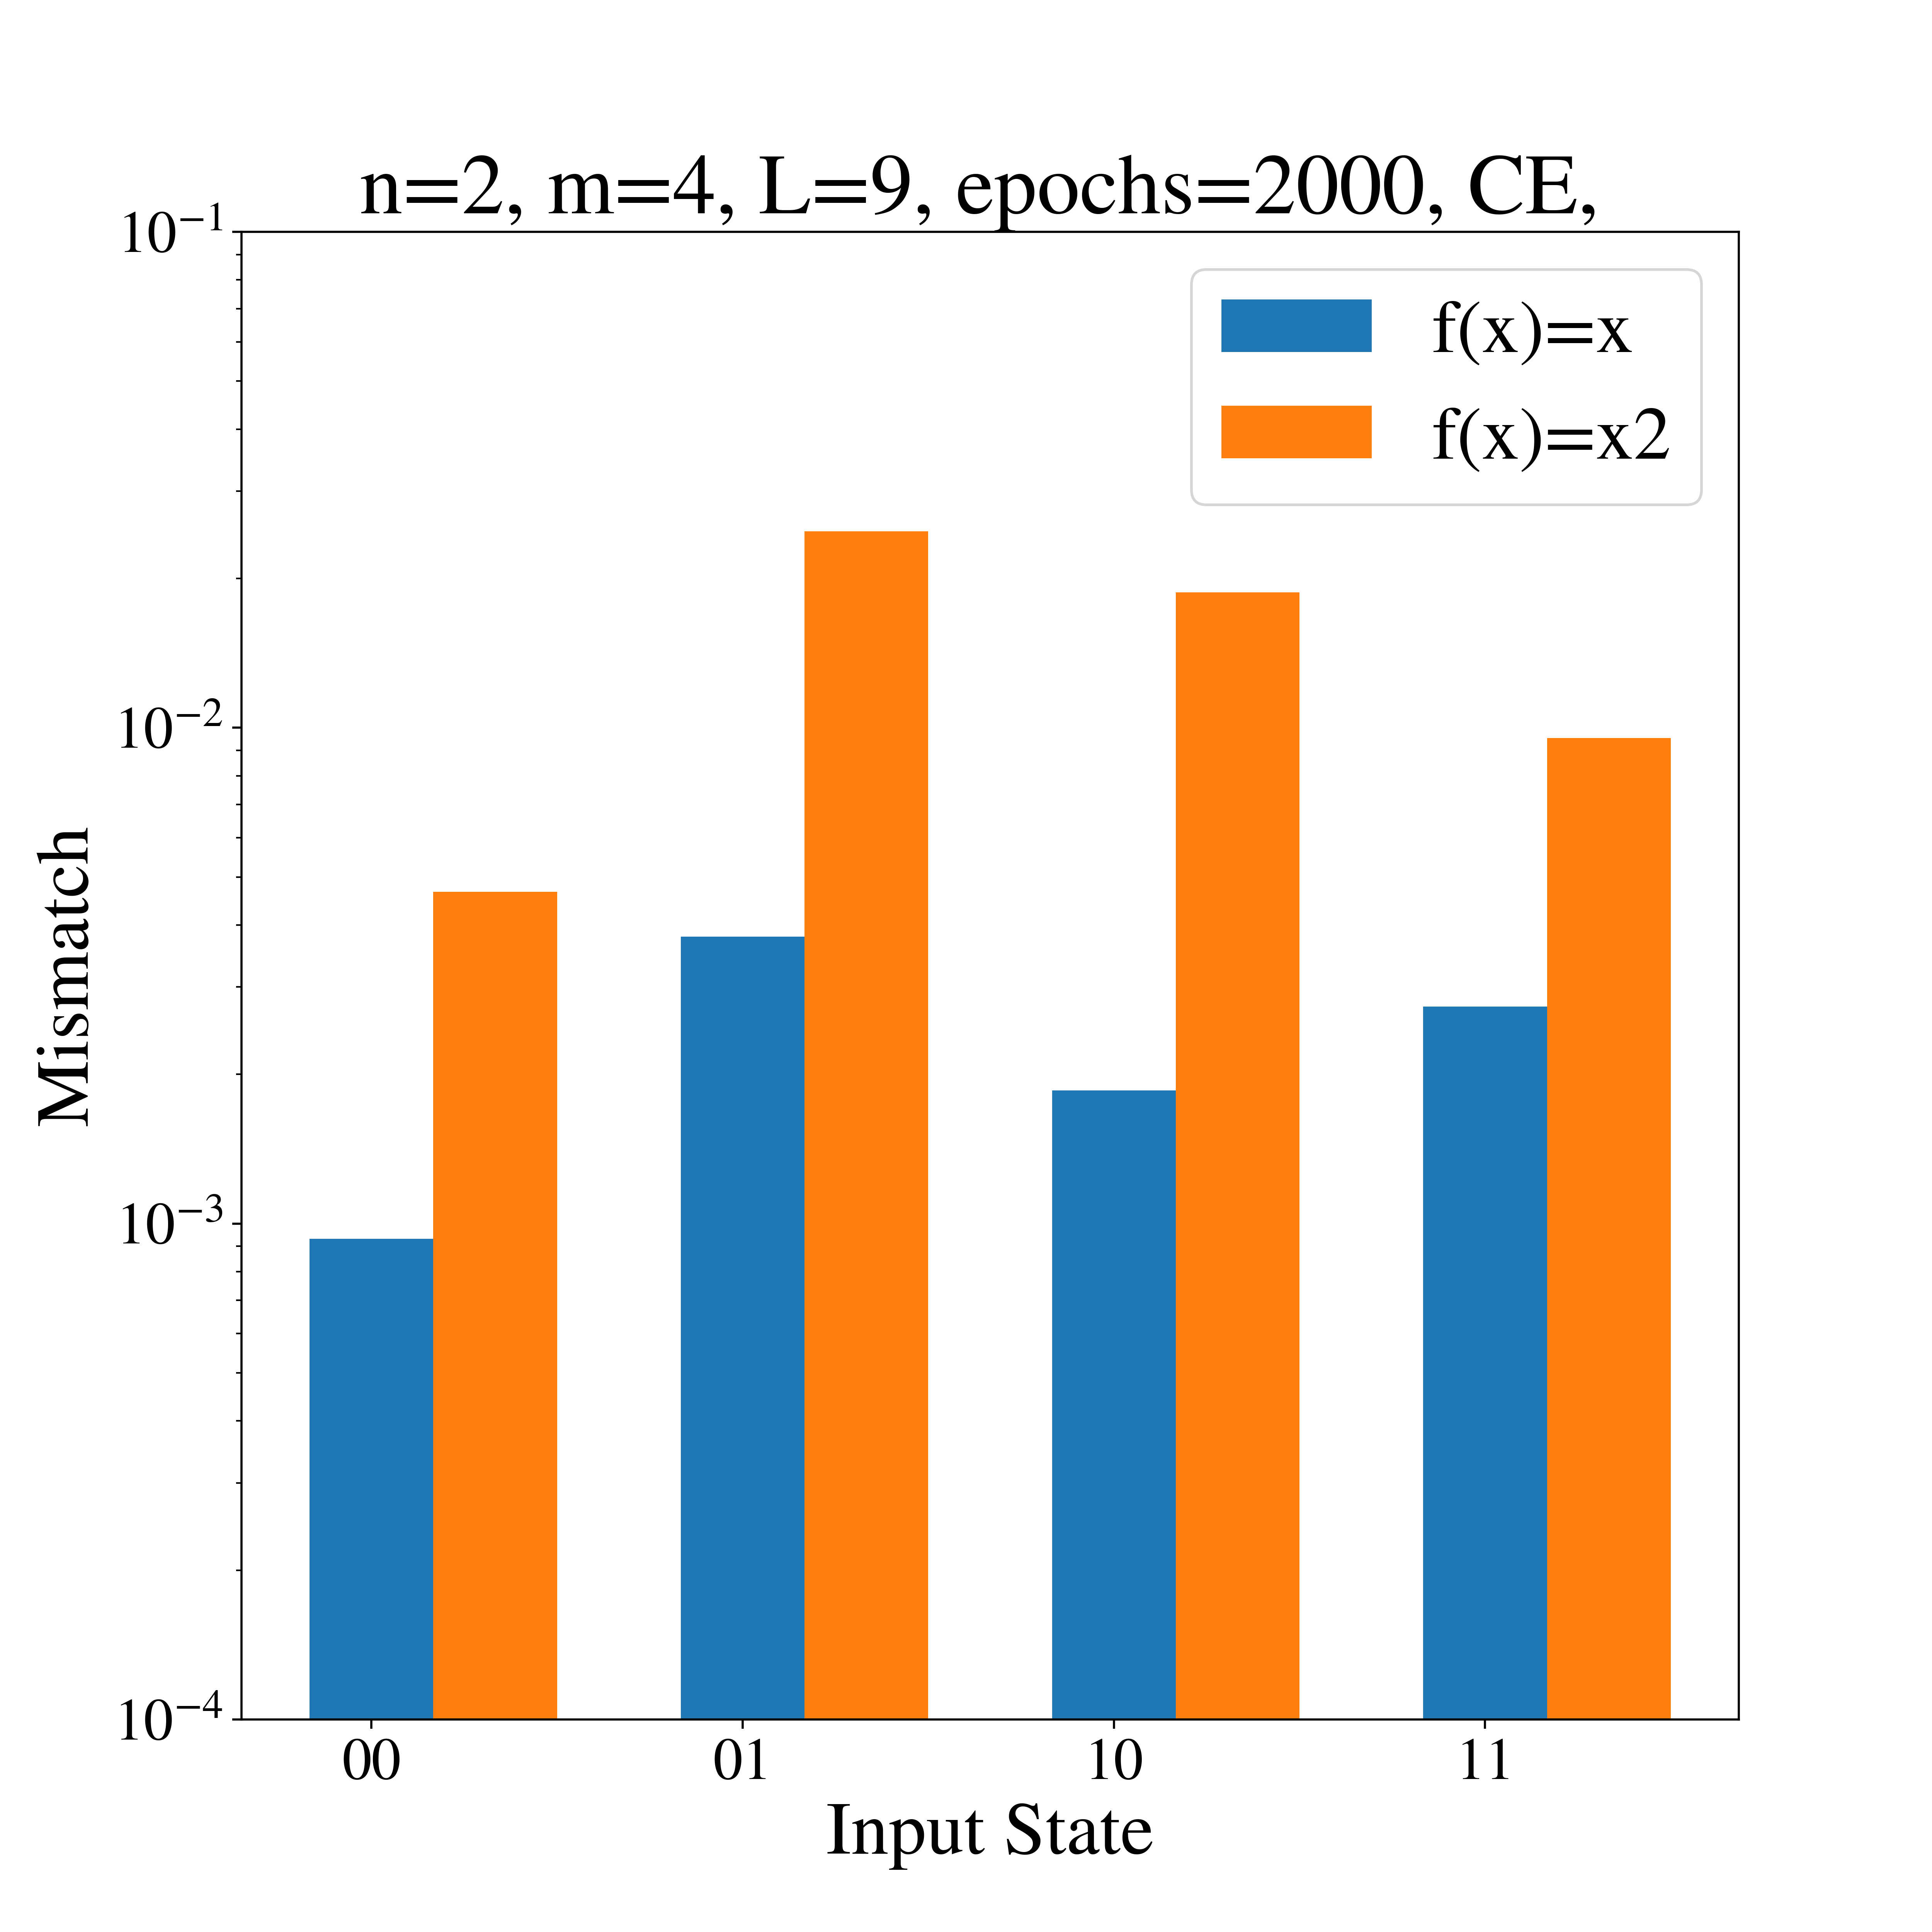 n=2, m=4, L=9, epochs=2000, CE,
10⁻¹
f(x)=x
f(x)=x2
10⁻²
Mismatch
10⁻³
10⁻⁴
00 01 10 11
Input State